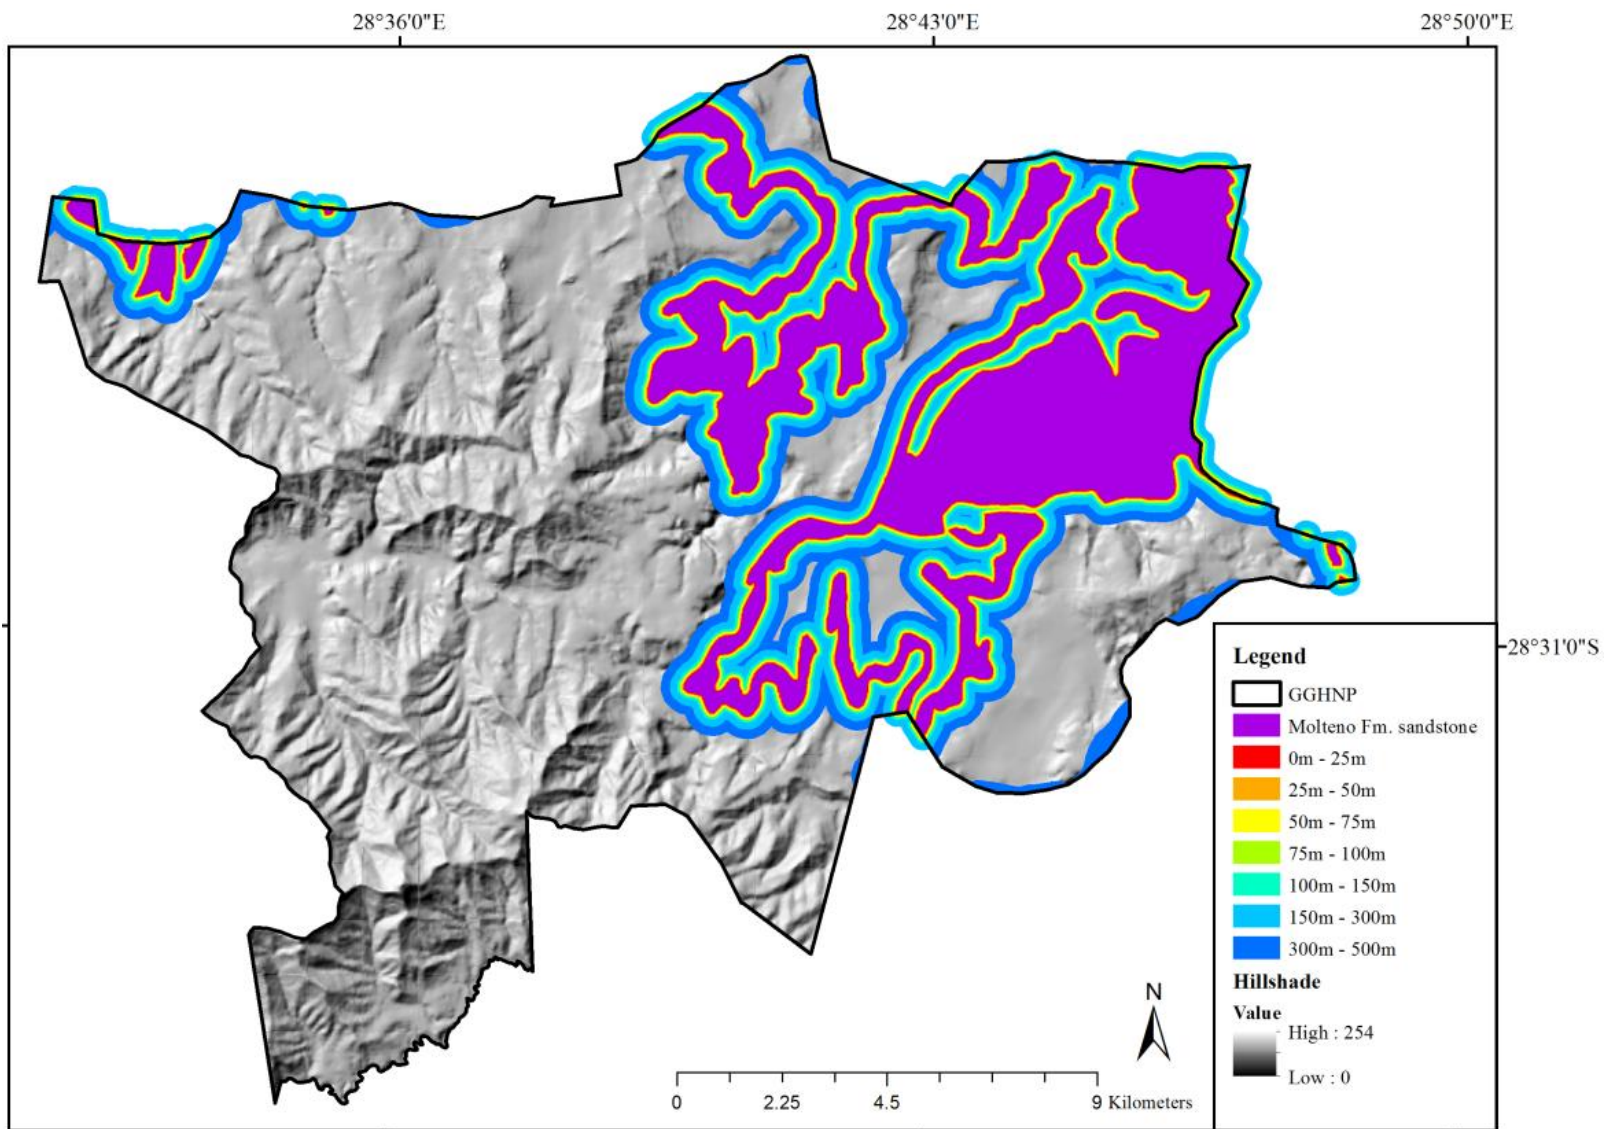 28°36'0"E 28°43'0"E 28°50'0"E
28°31'0"S
Legend
GGHNP
Molteno Fm. sandstone
0m - 25m
25m - 50m
50m - 75m
75m - 100m
100m - 150m
150m - 300m
300m - 500m
Hillshade
Value
High : 254
Low : 0
N
0 2.25 4.5 9 Kilometers